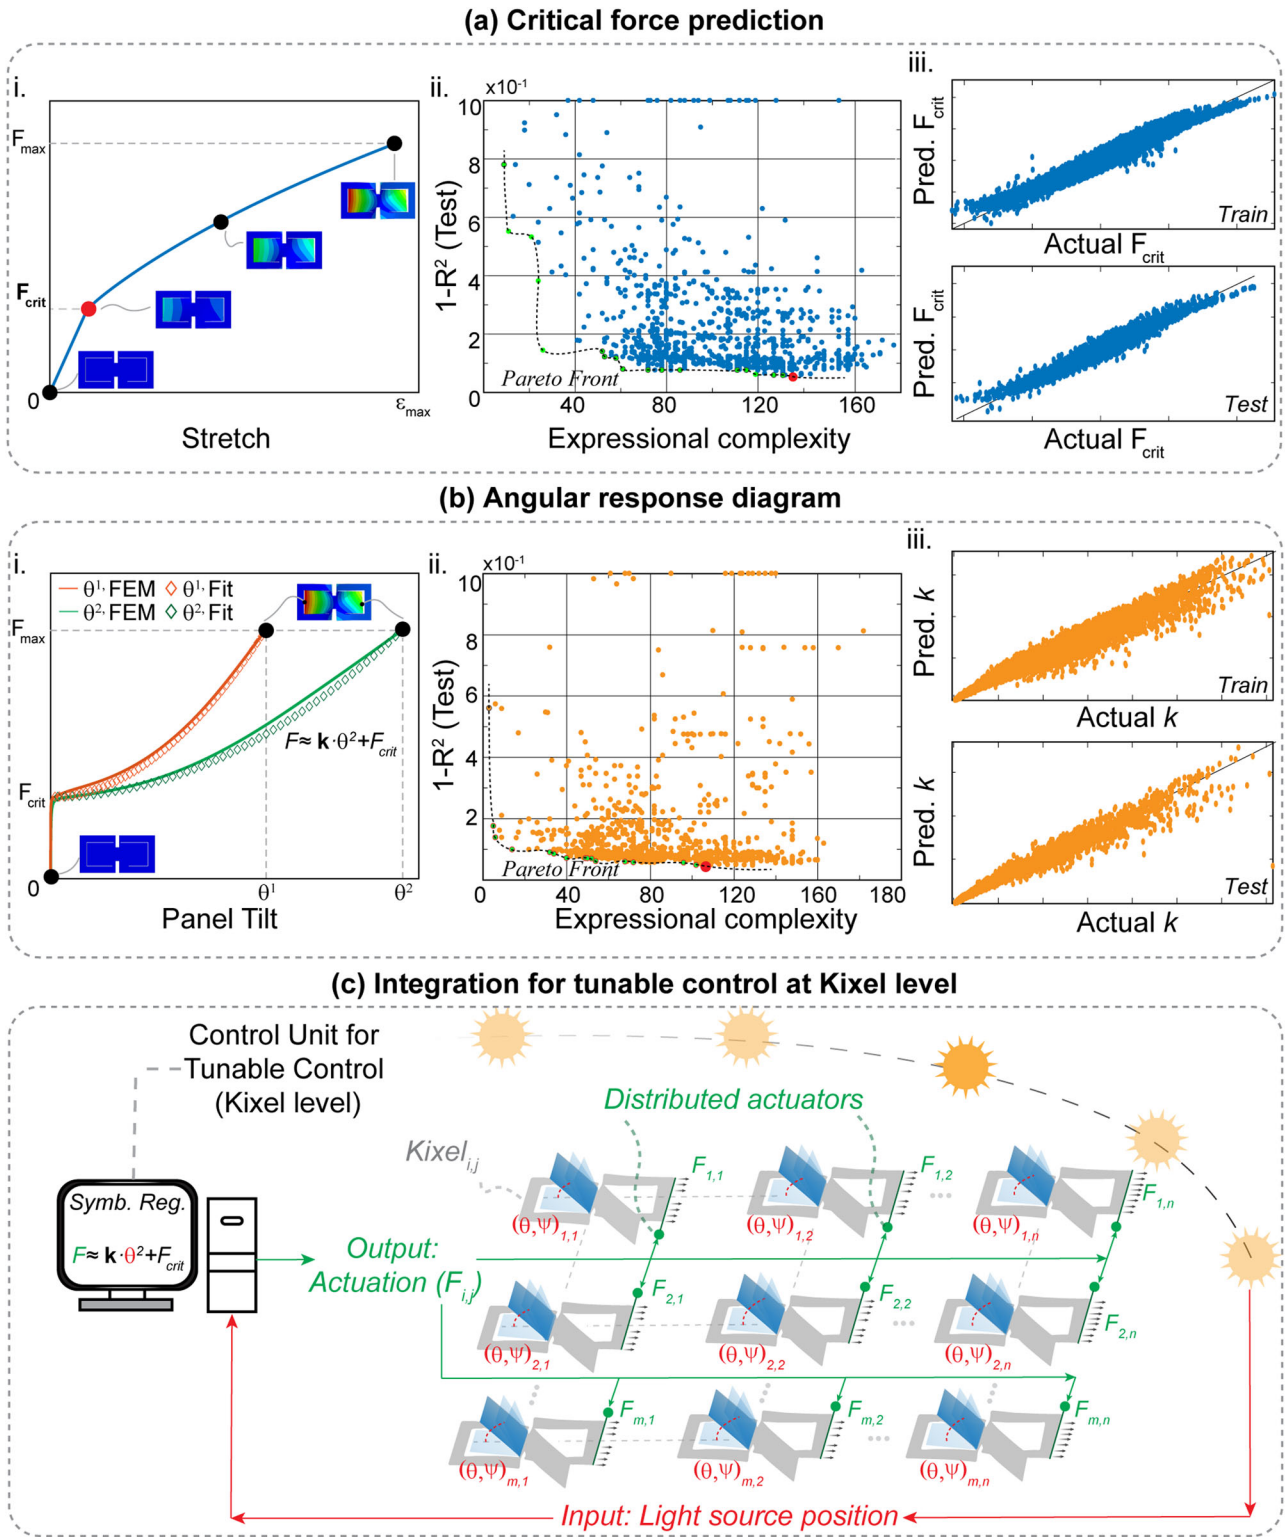 (a) Critical force prediction
i.
F_max
F_crit
0
ε_max
Stretch
ii.
x10⁻¹
10
8
6
4
2
0
1-R² (Test)
Pareto Front
40 80 120 160
Expressional complexity
iii.
Pred. F_crit
Train
Actual F_crit
Pred. F_crit
Test
Actual F_crit
(b) Angular response diagram
i.
θ¹· FEM θ¹· Fit
θ²· FEM θ²· Fit
F_max
F≈ k·θ²+F_crit
F_crit
0
θ¹ θ²
Panel Tilt
ii.
x10⁻¹
10
8
6
4
2
1-R² (Test)
Pareto Front
0 40 80 120 180
Expressional complexity
iii.
Pred. k
Train
Actual k
Pred. k
Test
Actual k
(c) Integration for tunable control at Kixel level
Control Unit for
Tunable Control
(Kixel level)
Distributed actuators
Kixel_i,j
F_1,1 F_1,2 F_1,n
(θ,Ψ)_1,1 (θ,Ψ)_1,2 (θ,Ψ)_1,n
Symb. Reg.
F≈ k·θ²+F_crit
Output:
Actuation (F_i,j)
F_2,1 F_2,2 F_2,n
(θ,Ψ)_2,1 (θ,Ψ)_2,2 (θ,Ψ)_2,n
F_m,1 F_m,2 F_m,n
(θ,Ψ)_m,1 (θ,Ψ)_m,2 (θ,Ψ)_m,n
Input: Light source position